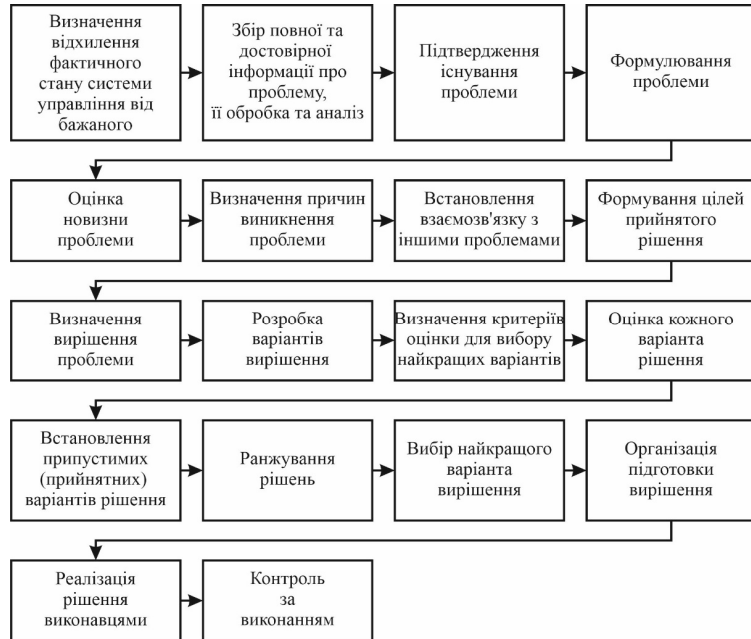 Визначення
відхилення
фактичного
стану системи
управління від
бажаного
Збір повної та
достовірної
інформації про
проблему,
її обробка та аналіз
Підтвердження
існування
проблеми
Формулювання
проблеми
Оцінка
новизни
проблеми
Визначення причин
виникнення
проблеми
Встановлення
взаємозв'язку з
іншими проблемами
Формування цілей
прийнятого
рішення
Визначення
вирішення
проблеми
Розробка
варіантів
вирішення
Визначення критеріїв
оцінки для вибору
найкращих варіантів
Оцінка кожного
варіанта
рішення
Встановлення
припустимих
(прийнятних)
варіантів рішення
Ранжування
рішень
Вибір найкращого
варіанта
вирішення
Організація
підготовки
вирішення
Реалізація
рішення
виконавцями
Контроль
за
виконанням